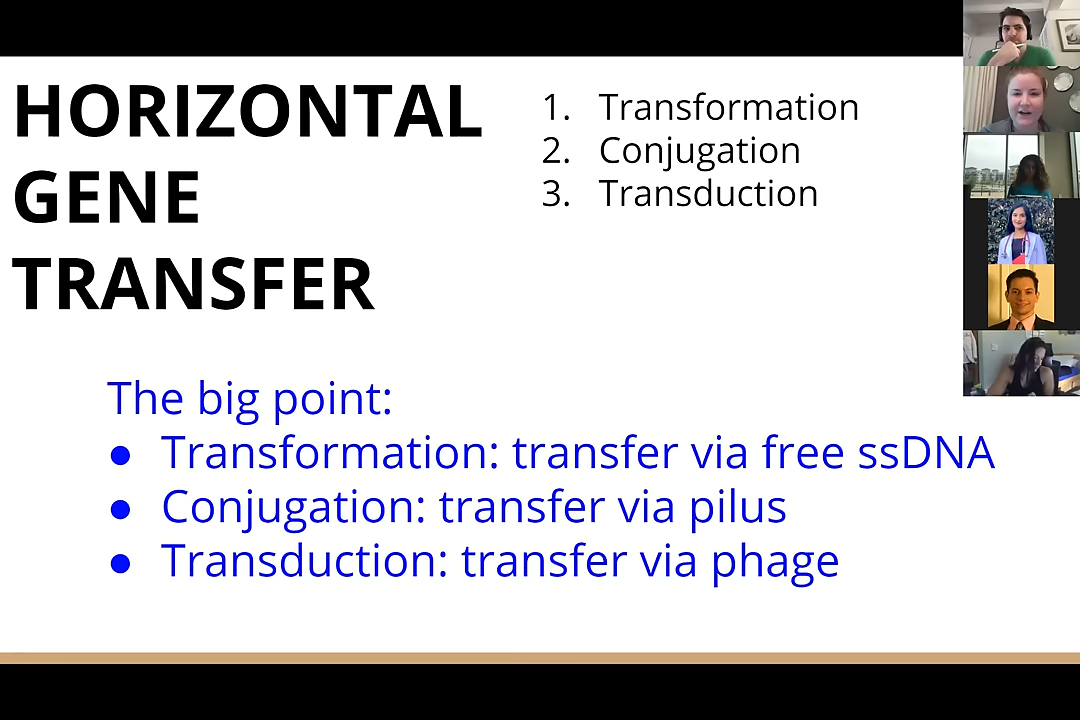 HORIZONTAL
GENE
TRANSFER
1. Transformation
2. Conjugation
3. Transduction
The big point:
● Transformation: transfer via free ssDNA
● Conjugation: transfer via pilus
● Transduction: transfer via phage